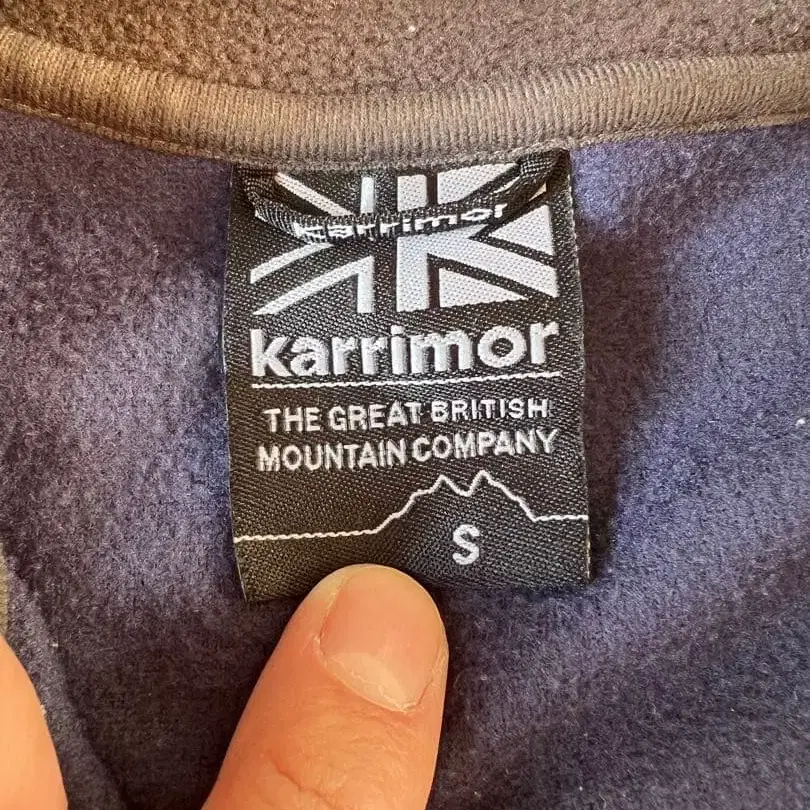 karrimor
karrimor
THE GREAT BRITISH
MOUNTAIN COMPANY
S